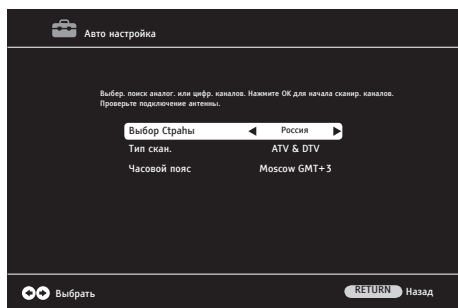 Авто настройка
Выбер. поиск аналог. или цифр. каналов. Нажмите ОК для начала сканир. каналов.
Проверьте подключение антенны.
Выбор Сtpаhы Россия
Тип скан. ATV & DTV
Часовой пояс Moscow GMT+3
Выбрать RETURN Назад